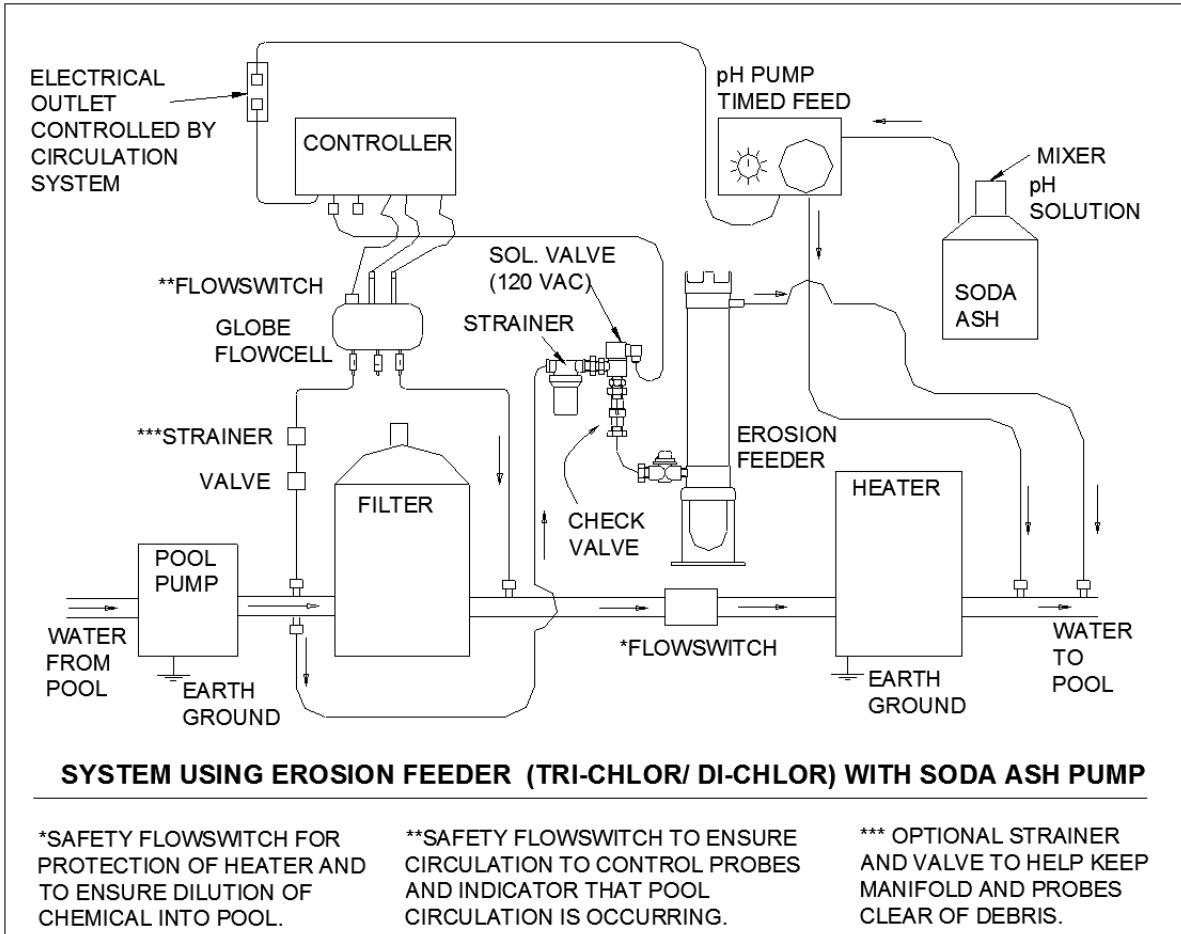 ELECTRICAL
OUTLET
CONTROLLED BY
CIRCULATION
SYSTEM
CONTROLLER
pH PUMP
TIMED FEED
MIXER
pH
SOLUTION
SODA
ASH
**FLOWSWITCH
GLOBE
FLOWCELL
SOL. VALVE
(120 VAC)
STRAINER
***STRAINER
VALVE
FILTER
CHECK
VALVE
EROSION
FEEDER
HEATER
POOL
PUMP
WATER
FROM
POOL
EARTH
GROUND
*FLOWSWITCH
EARTH
GROUND
WATER
TO
POOL
SYSTEM USING EROSION FEEDER (TRI-CHLOR/ DI-CHLOR) WITH SODA ASH PUMP
*SAFETY FLOWSWITCH FOR
PROTECTION OF HEATER AND
TO ENSURE DILUTION OF
CHEMICAL INTO POOL.
**SAFETY FLOWSWITCH TO ENSURE
CIRCULATION TO CONTROL PROBES
AND INDICATOR THAT POOL
CIRCULATION IS OCCURRING.
*** OPTIONAL STRAINER
AND VALVE TO HELP KEEP
MANIFOLD AND PROBES
CLEAR OF DEBRIS.